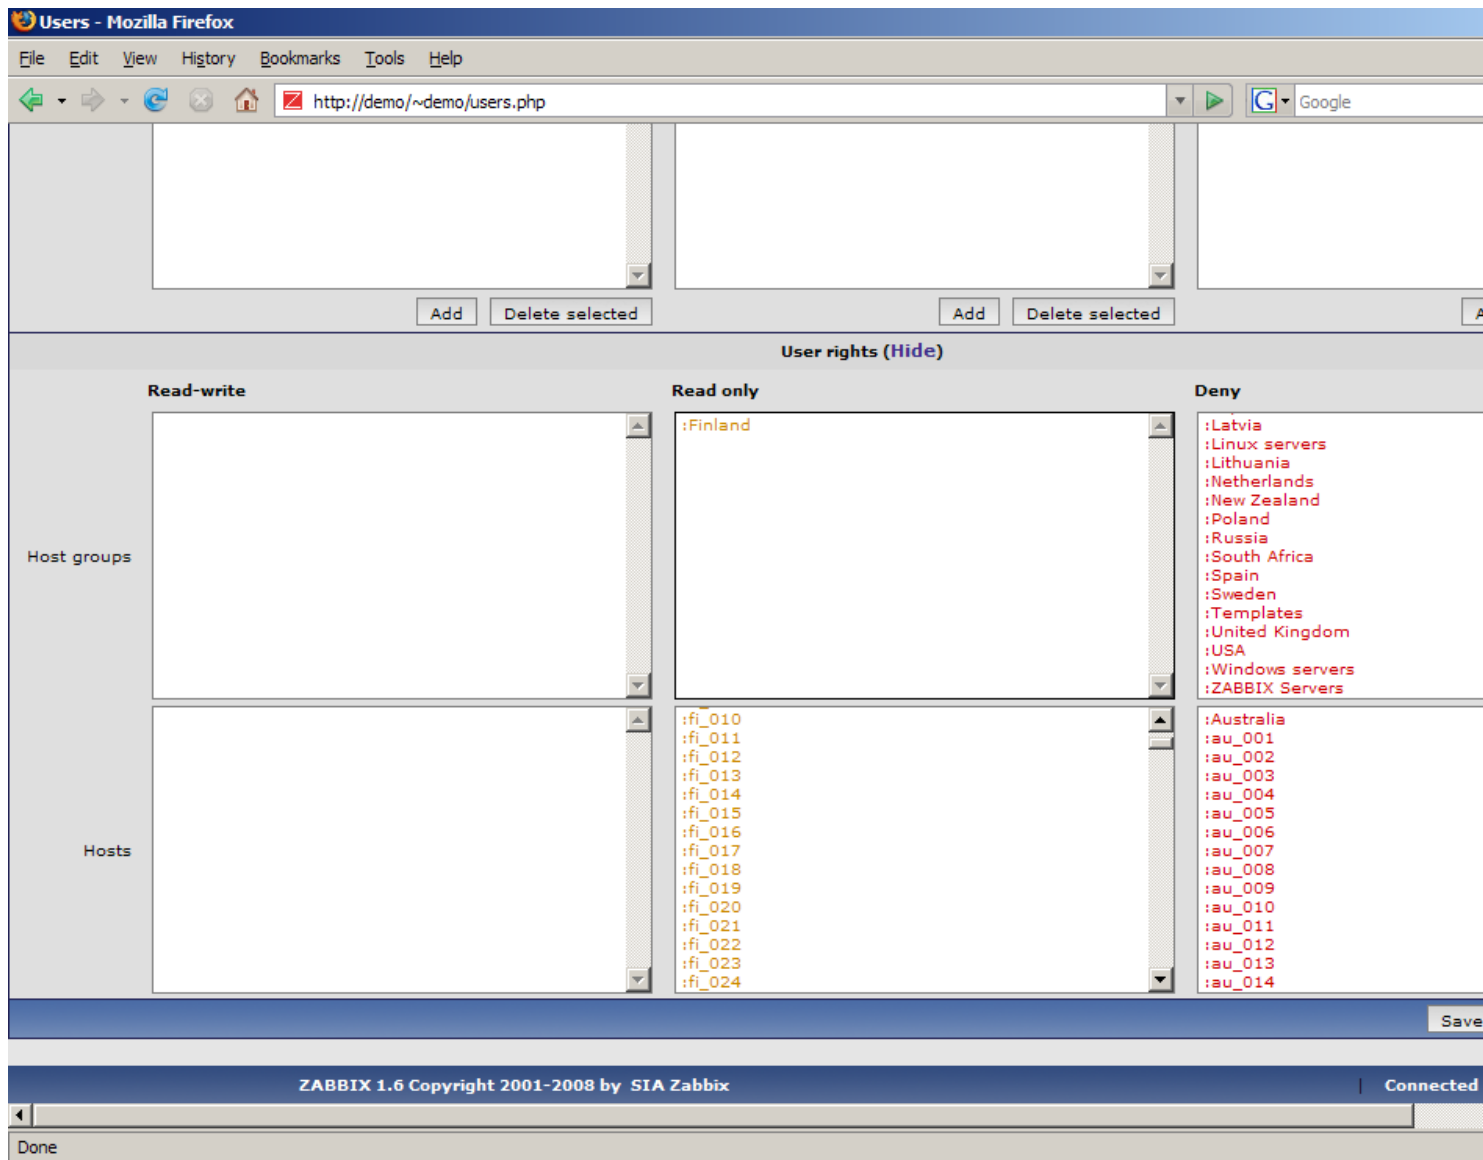 Users - Mozilla Firefox
File Edit View History Bookmarks Tools Help
http://demo/~demo/users.php Google
Add Delete selected Add Delete selected
User rights (Hide)
Read-write Read only Deny
Host groups
:Finland
:Latvia
:Linux servers
:Lithuania
:Netherlands
:New Zealand
:Poland
:Russia
:South Africa
:Spain
:Sweden
:Templates
:United Kingdom
:USA
:Windows servers
:ZABBIX Servers
Hosts
:fi_010
:fi_011
:fi_012
:fi_013
:fi_014
:fi_015
:fi_016
:fi_017
:fi_018
:fi_019
:fi_020
:fi_021
:fi_022
:fi_023
:fi_024
:Australia
:au_001
:au_002
:au_003
:au_004
:au_005
:au_006
:au_007
:au_008
:au_009
:au_010
:au_011
:au_012
:au_013
:au_014
Save
ZABBIX 1.6 Copyright 2001-2008 by SIA Zabbix | Connected
Done